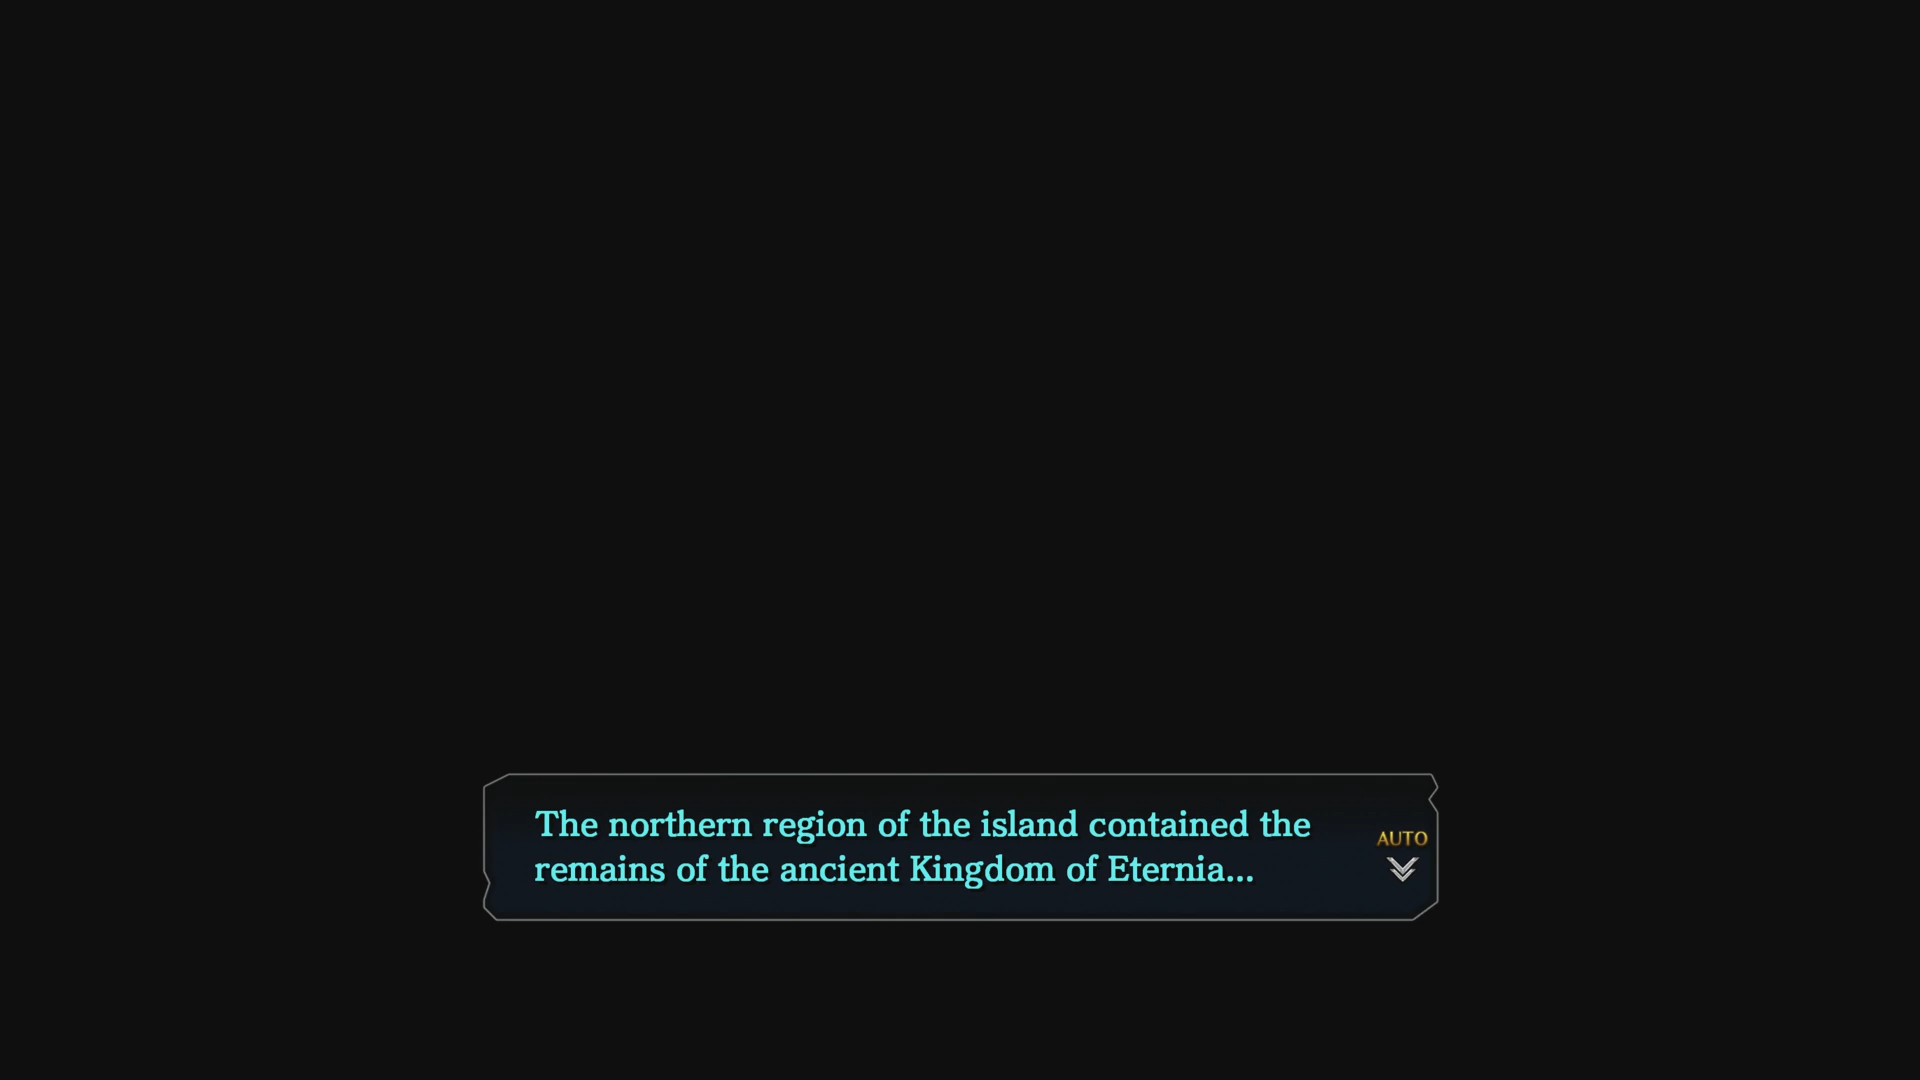 The northern region of the island contained the
remains of the ancient Kingdom of Eternia...
AUTO